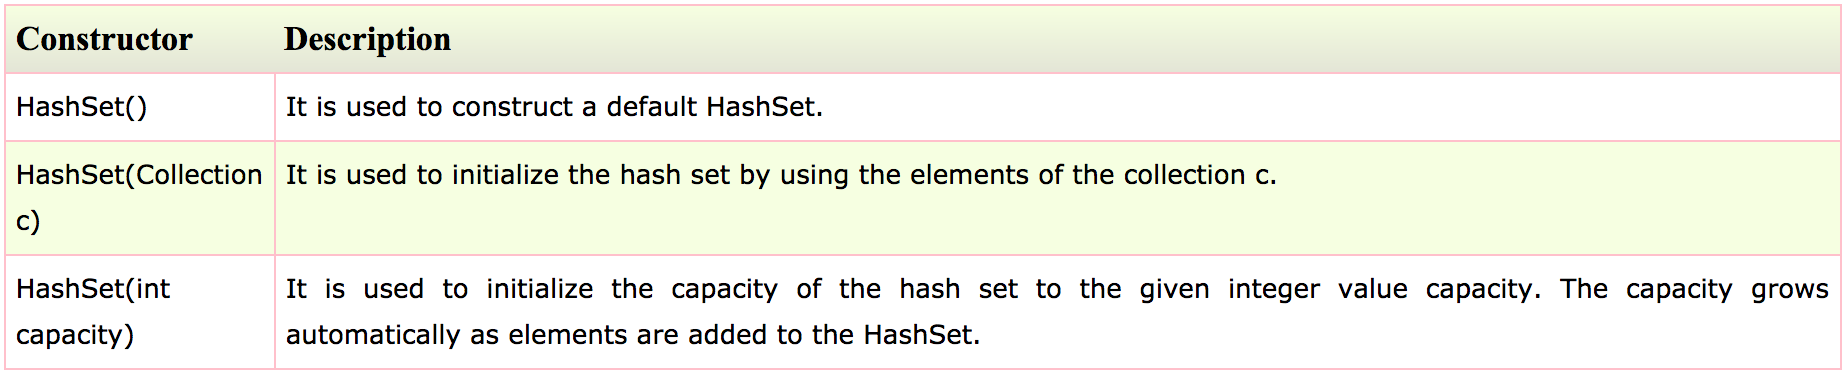 Constructor Description
HashSet() It is used to construct a default HashSet.
HashSet(Collection It is used to initialize the hash set by using the elements of the collection c.
c)
HashSet(int It is used to initialize the capacity of the hash set to the given integer value capacity. The capacity grows
capacity) automatically as elements are added to the HashSet.